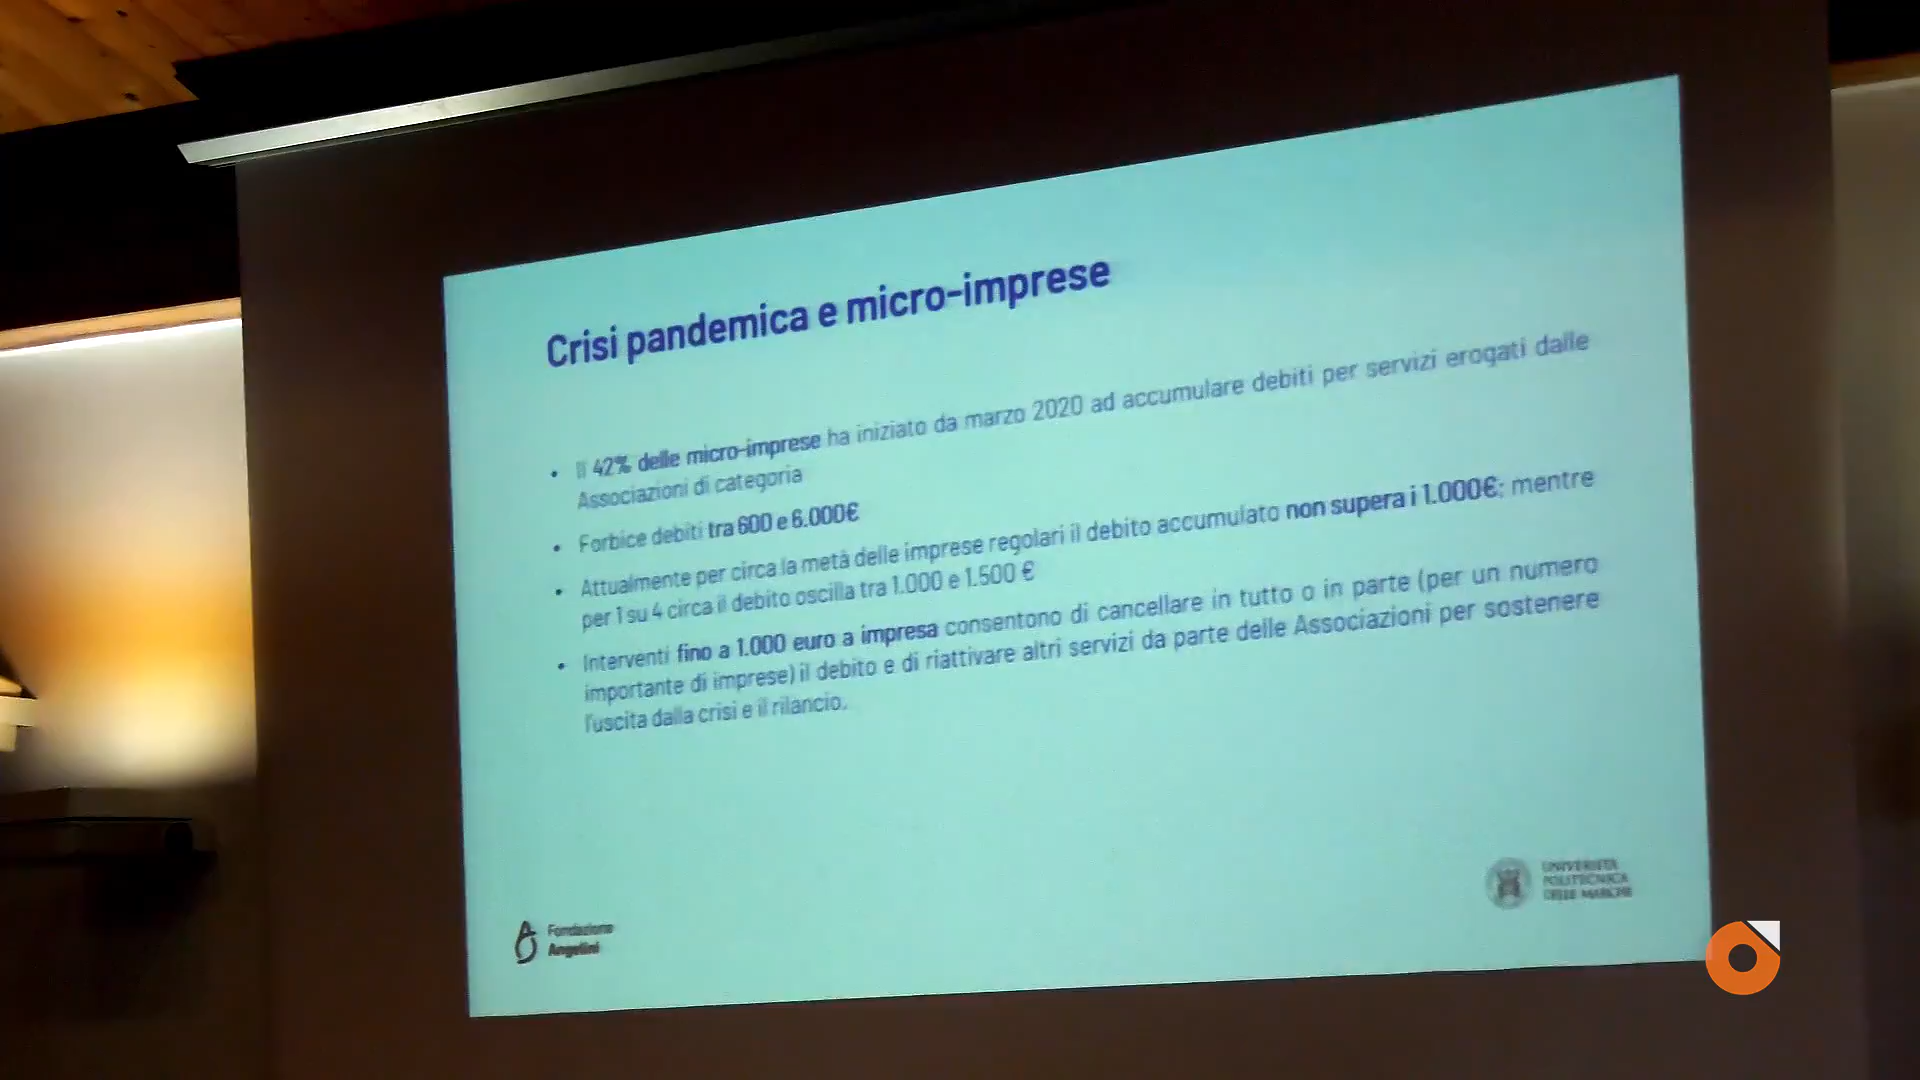 Crisi pandemica e micro-imprese
• Il 42% delle micro-imprese ha iniziato da marzo 2020 ad accumulare debiti per servizi erogati dalle
Associazioni di categoria
• Forbice debiti tra 600 e 6.000€
• Attualmente per circa la metà delle imprese regolari il debito accumulato non supera i 1.000€; mentre
per 1 su 4 circa il debito oscilla tra 1.000 e 1.500 €
• Interventi fino a 1.000 euro a impresa consentono di cancellare in tutto o in parte (per un numero
importante di imprese) il debito e di riattivare altri servizi da parte delle Associazioni per sostenere
l'uscita dalla crisi e il rilancio.
Fondazione
Angelini
UNIVERSITÀ
POLITECNICA
DELLE MARCHE